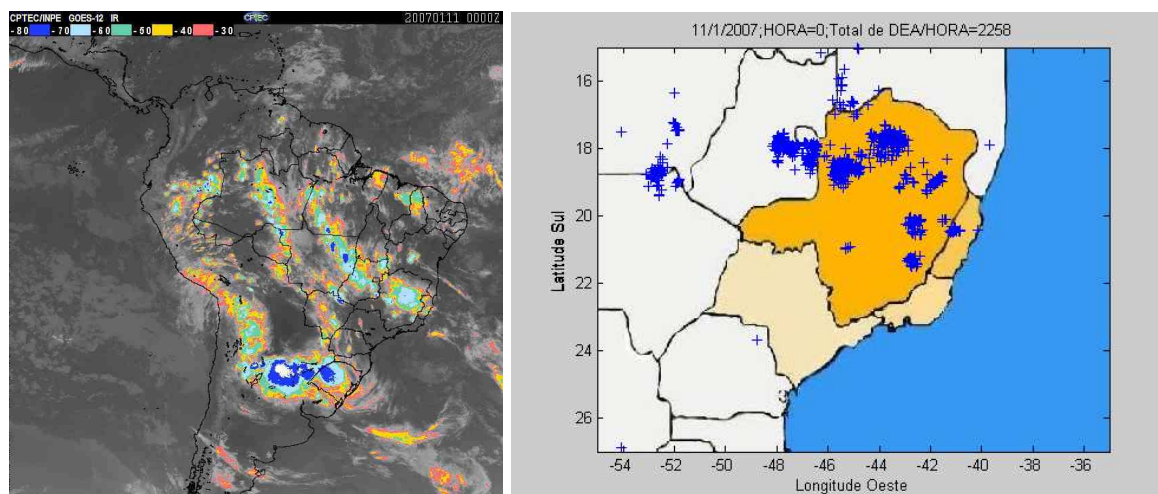 CPTEC/INPE GOES-12 IR
CPTEC
20070111 0000Z
-80 -70 -60 -50 -40 -30
11/1/2007;HORA=0;Total de DEA/HORA=2258
Latitude Sul
16
18
20
22
24
26
-54 -52 -50 -48 -46 -44 -42 -40 -38 -36
Longitude Oeste